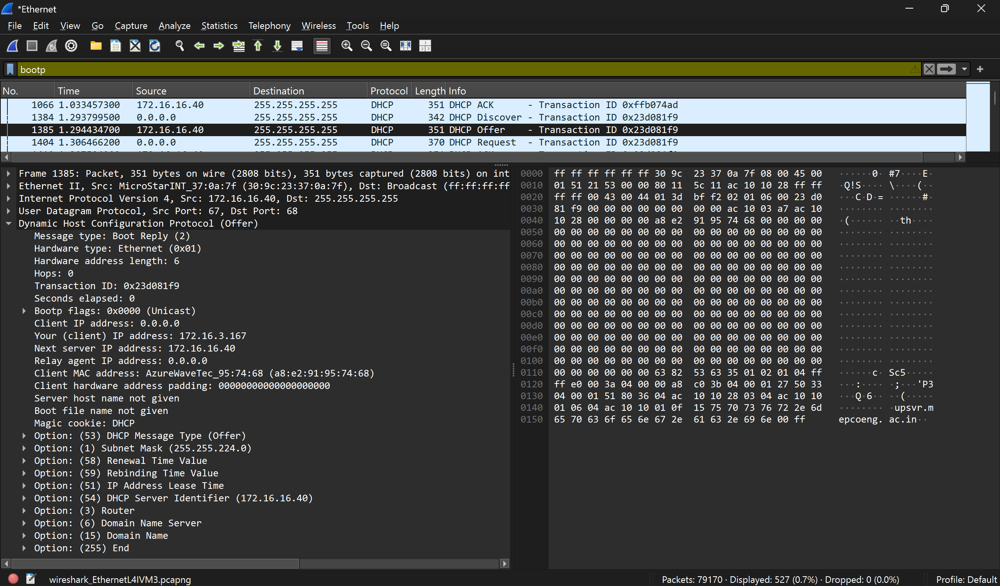 *Ethernet
File Edit View Go Capture Analyze Statistics Telephony Wireless Tools Help
bootp
No. Time Source Destination Protocol Length Info
1066 1.033457300 172.16.16.40 255.255.255.255 DHCP 351 DHCP ACK - Transaction ID 0xffb074ad
1384 1.293799500 0.0.0.0 255.255.255.255 DHCP 342 DHCP Discover - Transaction ID 0x23d081f9
1385 1.294434700 172.16.16.40 255.255.255.255 DHCP 351 DHCP Offer - Transaction ID 0x23d081f9
1404 1.306466200 0.0.0.0 255.255.255.255 DHCP 370 DHCP Request - Transaction ID 0x23d081f9
Frame 1385: Packet, 351 bytes on wire (2808 bits), 351 bytes captured (2808 bits) on int
Ethernet II, Src: MicroStarINT_37:0a:7f (30:9c:23:37:0a:7f), Dst: Broadcast (ff:ff:ff:ff
Internet Protocol Version 4, Src: 172.16.16.40, Dst: 255.255.255.255
User Datagram Protocol, Src Port: 67, Dst Port: 68
Dynamic Host Configuration Protocol (Offer)
Message type: Boot Reply (2)
Hardware type: Ethernet (0x01)
Hardware address length: 6
Hops: 0
Transaction ID: 0x23d081f9
Seconds elapsed: 0
Bootp flags: 0x0000 (Unicast)
Client IP address: 0.0.0.0
Your (client) IP address: 172.16.3.167
Next server IP address: 172.16.16.40
Relay agent IP address: 0.0.0.0
Client MAC address: AzureWaveTec_95:74:68 (a8:e2:91:95:74:68)
Client hardware address padding: 00000000000000000000
Server host name not given
Boot file name not given
Magic cookie: DHCP
Option: (53) DHCP Message Type (Offer)
Option: (1) Subnet Mask (255.255.224.0)
Option: (58) Renewal Time Value
Option: (59) Rebinding Time Value
Option: (51) IP Address Lease Time
Option: (54) DHCP Server Identifier (172.16.16.40)
Option: (3) Router
Option: (6) Domain Name Server
Option: (15) Domain Name
Option: (255) End
0000 ff ff ff ff ff ff 30 9c 23 37 0a 7f 08 00 45 00 ······0· #7····E·
0010 01 51 21 53 00 00 80 11 5c 11 ac 10 10 28 ff ff ·Q!S···· \····(··
0020 ff ff 00 43 00 44 01 3d bf f2 02 01 06 00 23 d0 ···C·D·= ······#·
0030 81 f9 00 00 00 00 00 00 00 00 ac 10 03 a7 ac 10 ········ ········
0040 10 28 00 00 00 00 a8 e2 91 95 74 68 00 00 00 00 ·(······ ··th····
0050 00 00 00 00 00 00 00 00 00 00 00 00 00 00 00 00 ········ ········
0060 00 00 00 00 00 00 00 00 00 00 00 00 00 00 00 00 ········ ········
0070 00 00 00 00 00 00 00 00 00 00 00 00 00 00 00 00 ········ ········
0080 00 00 00 00 00 00 00 00 00 00 00 00 00 00 00 00 ········ ········
0090 00 00 00 00 00 00 00 00 00 00 00 00 00 00 00 00 ········ ········
00a0 00 00 00 00 00 00 00 00 00 00 00 00 00 00 00 00 ········ ········
00b0 00 00 00 00 00 00 00 00 00 00 00 00 00 00 00 00 ········ ········
00c0 00 00 00 00 00 00 00 00 00 00 00 00 00 00 00 00 ········ ········
00d0 00 00 00 00 00 00 00 00 00 00 00 00 00 00 00 00 ········ ········
00e0 00 00 00 00 00 00 00 00 00 00 00 00 00 00 00 00 ········ ········
00f0 00 00 00 00 00 00 00 00 00 00 00 00 00 00 00 00 ········ ········
0100 00 00 00 00 00 00 00 00 00 00 00 00 00 00 00 00 ········ ········
0110 00 00 00 00 00 00 63 82 53 63 35 01 02 01 04 ff ······c· Sc5·····
0120 ff e0 00 3a 04 00 00 a8 c0 3b 04 00 01 27 50 33 ···:···· ·;···'P3
0130 04 00 01 51 80 36 04 ac 10 10 28 03 04 ac 10 10 ···Q·6·· ··(·····
0140 01 06 04 ac 10 10 01 0f 15 75 70 73 76 72 2e 6d ········ ·upsvr.m
0150 65 70 63 6f 65 6e 67 2e 61 63 2e 69 6e 00 ff epcoeng. ac.in··
wireshark_EthernetL4IVM3.pcapng
Packets: 79170 · Displayed: 527 (0.7%) · Dropped: 0 (0.0%)
Profile: Default